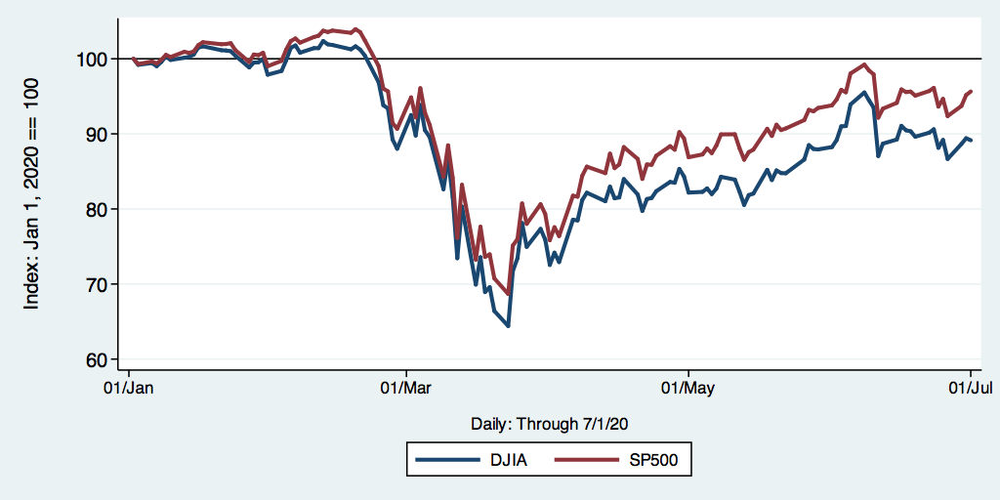 Index: Jan 1, 2020 == 100
100
90
80
70
60
01/Jan
01/Mar
01/May
01/Jul
Daily: Through 7/1/20
DJIA
SP500